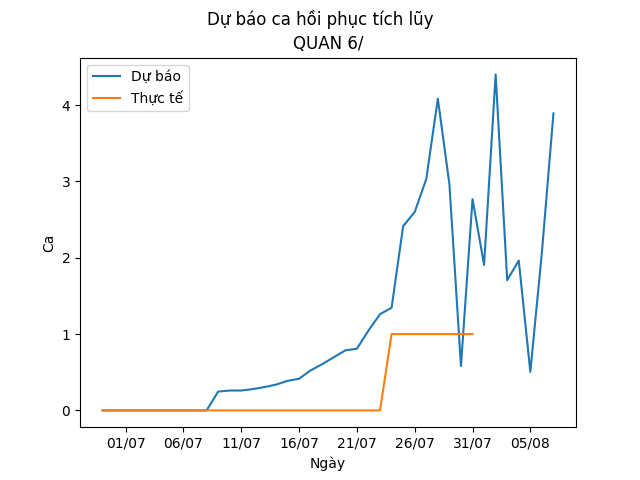 Dự báo ca hồi phục tích lũy
QUAN 6/
Dự báo
Thực tế
4
3
2
1
0
Ca
01/07 06/07 11/07 16/07 21/07 26/07 31/07 05/08
Ngày